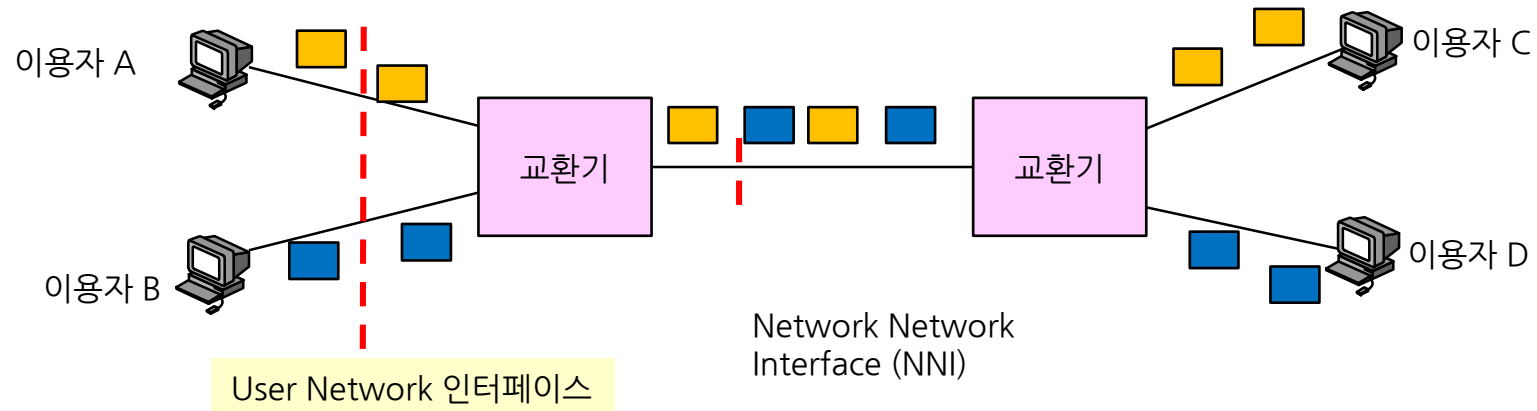 이용자 A
이용자 C
교환기
교환기
이용자 B
이용자 D
Network Network
Interface (NNI)
User Network 인터페이스